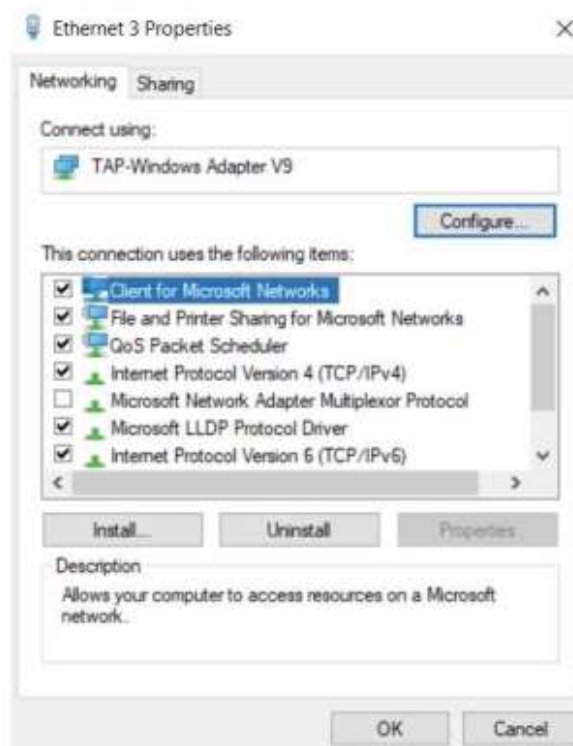 Ethernet 3 Properties
Networking Sharing
Connect using:
TAP-Windows Adapter V9
Configure...
This connection uses the following items:
Client for Microsoft Networks
File and Printer Sharing for Microsoft Networks
QoS Packet Scheduler
Internet Protocol Version 4 (TCP/IPv4)
Microsoft Network Adapter Multiplexor Protocol
Microsoft LLDP Protocol Driver
Internet Protocol Version 6 (TCP/IPv6)
Install... Uninstall Properties
Description
Allows your computer to access resources on a Microsoft
network.
OK Cancel